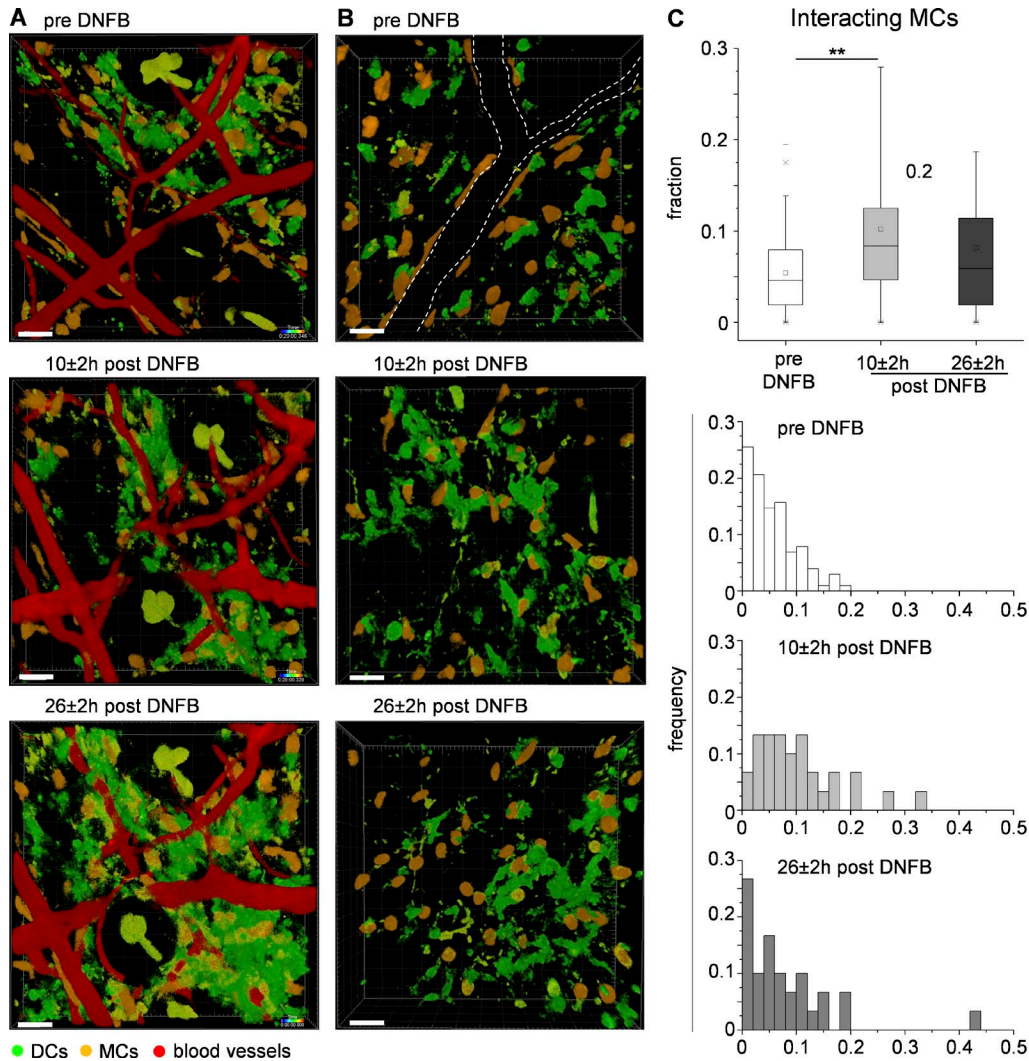 A pre DNFB
B pre DNFB
C Interacting MCs
0.3
**
0.2
0.2
fraction
0.1
0
pre DNFB
10±2h
26±2h
post DNFB
10±2h post DNFB
10±2h post DNFB
26±2h post DNFB
26±2h post DNFB
frequency
pre DNFB
0.3
0.2
0.1
0
0 0.1 0.2 0.3 0.4 0.5
10±2h post DNFB
0.3
0.2
0.1
0
0 0.1 0.2 0.3 0.4 0.5
26±2h post DNFB
0.3
0.2
0.1
0
0 0.1 0.2 0.3 0.4 0.5
DCs MCs blood vessels